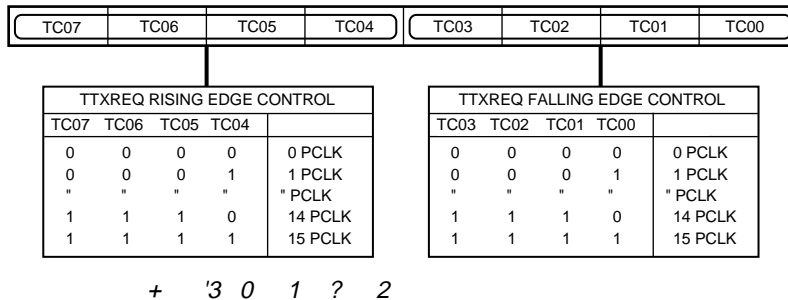 TC07 TC06 TC05 TC04 TC03 TC02 TC01 TC00
TTXREQ RISING EDGE CONTROL
TC07 TC06 TC05 TC04
0 0 0 0 0 PCLK
0 0 0 1 1 PCLK
" " " " " PCLK
1 1 1 0 14 PCLK
1 1 1 1 15 PCLK
TTXREQ FALLING EDGE CONTROL
TC03 TC02 TC01 TC00
0 0 0 0 0 PCLK
0 0 0 1 1 PCLK
" " " " " PCLK
1 1 1 0 14 PCLK
1 1 1 1 15 PCLK
+ '3 0 1 ? 2